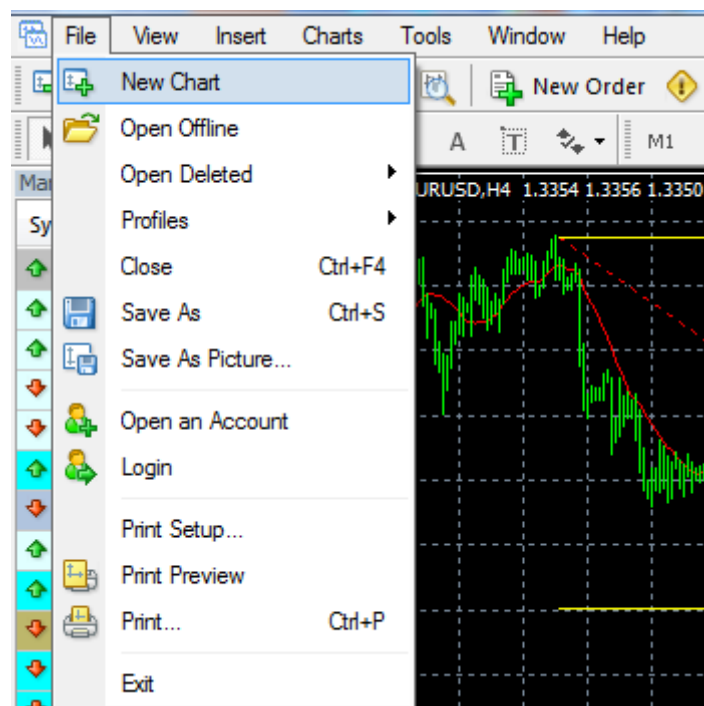 File View Insert Charts Tools Window Help
New Chart
New Order
Open Offline
A T M1
Open Deleted
URUSD,H4 1.3354 1.3356 1.3350
Profiles
Close Ctrl+F4
Save As Ctrl+S
Save As Picture...
Open an Account
Login
Print Setup...
Print Preview
Print... Ctrl+P
Exit